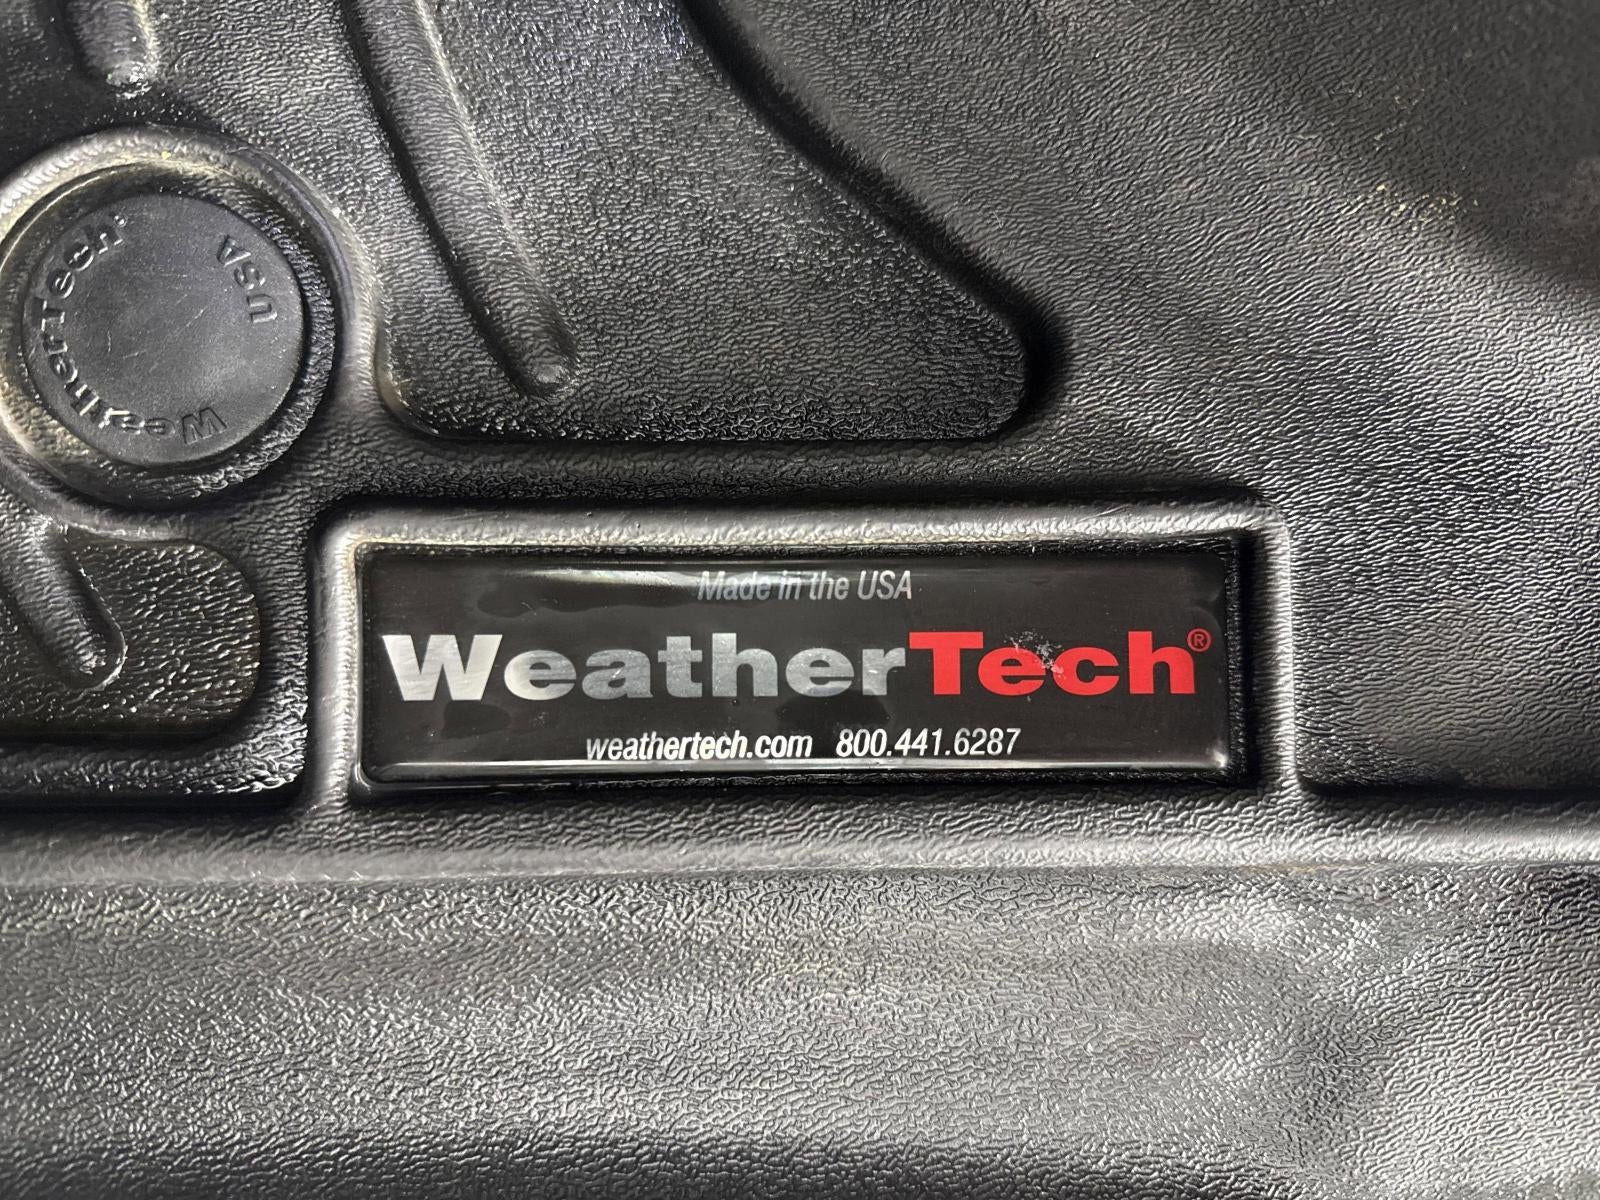 WeatherTech®
USA
Made in the USA
WeatherTech®
weathertech.com 800.441.6287